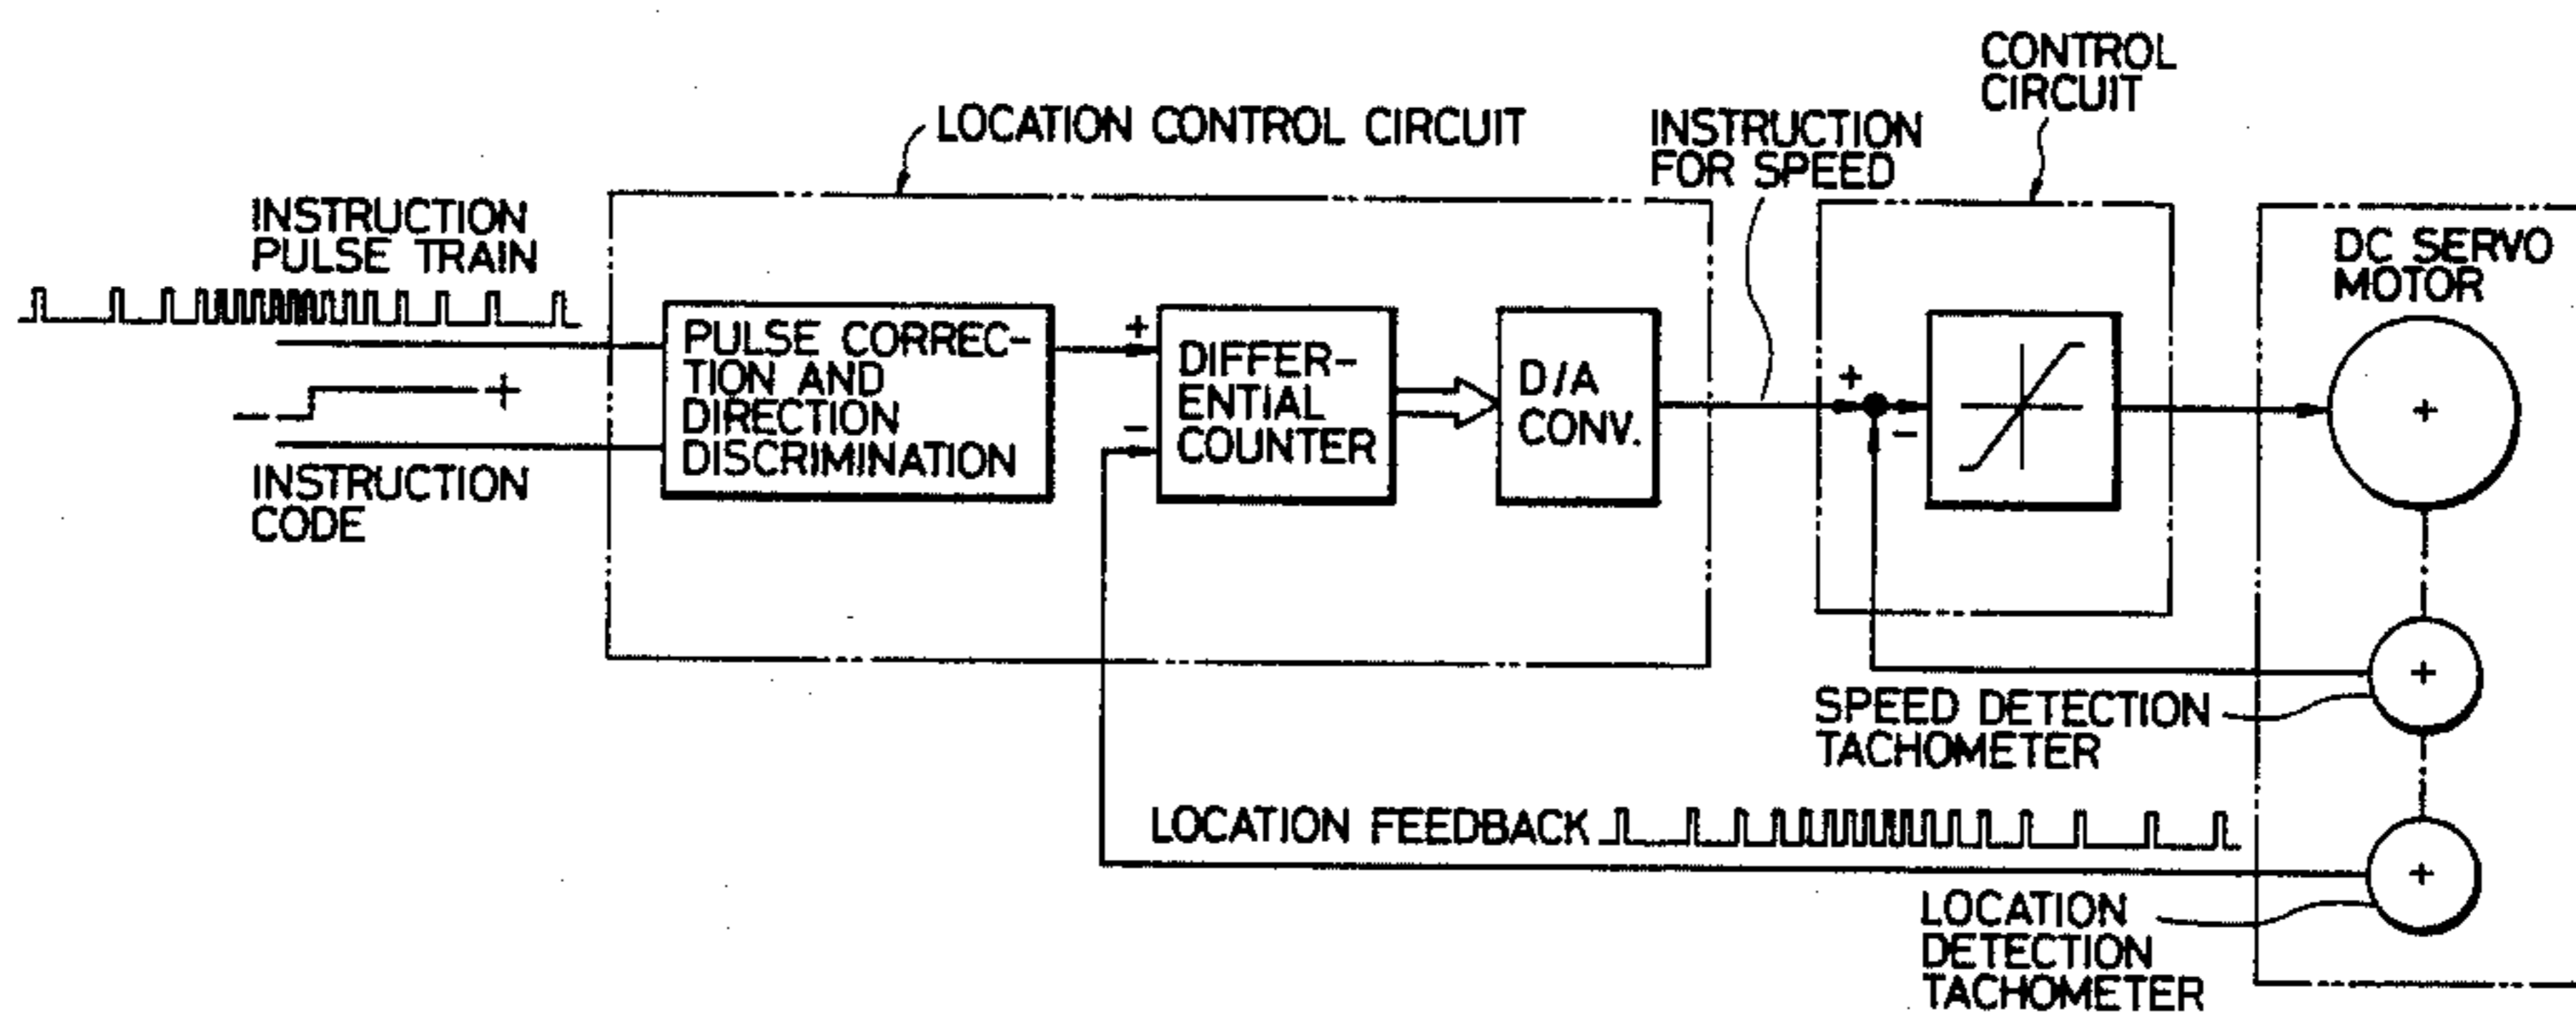 CONTROL
CIRCUIT
LOCATION CONTROL CIRCUIT
INSTRUCTION
FOR SPEED
INSTRUCTION
PULSE TRAIN
DC SERVO
MOTOR
PULSE CORREC-
TION AND
DIRECTION
DISCRIMINATION
+
-
DIFFER-
ENTIAL
COUNTER
D/A
CONV.
+
-
+
- +
INSTRUCTION
CODE
+
SPEED DETECTION
TACHOMETER
LOCATION FEEDBACK
+
LOCATION
DETECTION
TACHOMETER